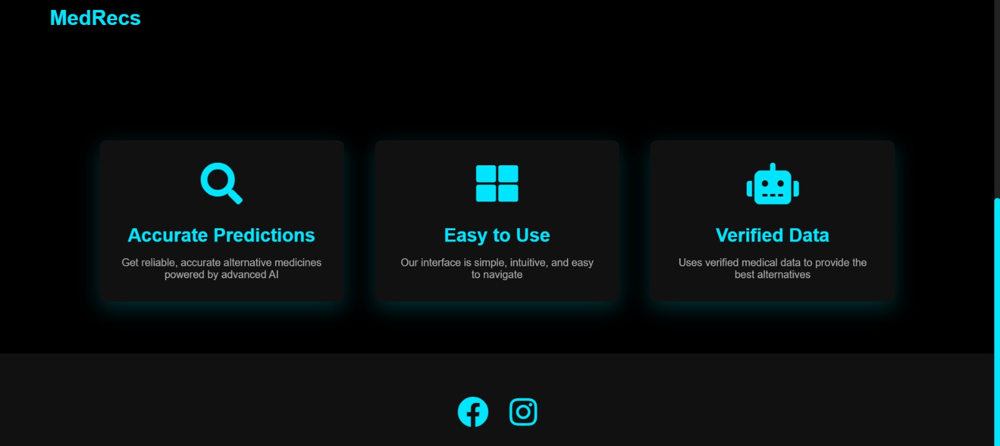 MedRecs
Accurate Predictions
Get reliable, accurate alternative medicines
powered by advanced AI
Easy to Use
Our interface is simple, intuitive, and easy
to navigate
Verified Data
Uses verified medical data to provide the
best alternatives